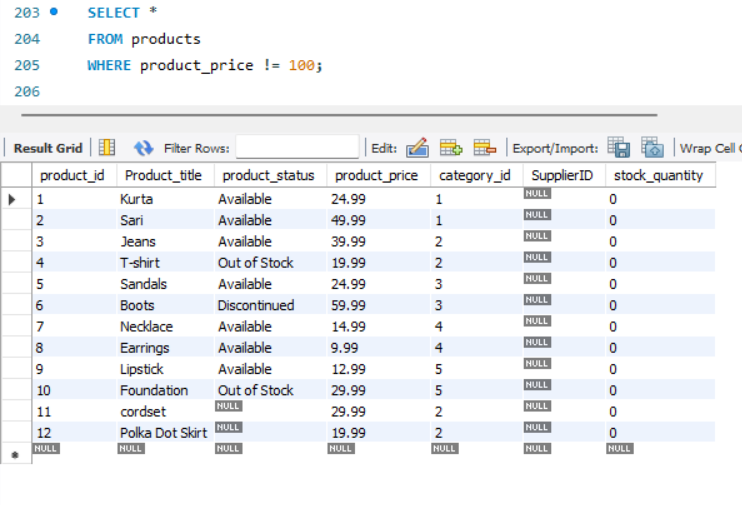 203 SELECT *
204 FROM products
205 WHERE product_price != 100;
206
Result Grid Filter Rows: Edit: Export/Import: Wrap Cell
product_id Product_title product_status product_price category_id SupplierID stock_quantity
1 Kurta Available 24.99 1 NULL 0
2 Sari Available 49.99 1 NULL 0
3 Jeans Available 39.99 2 NULL 0
4 T-shirt Out of Stock 19.99 2 NULL 0
5 Sandals Available 24.99 3 NULL 0
6 Boots Discontinued 59.99 3 NULL 0
7 Necklace Available 14.99 4 NULL 0
8 Earrings Available 9.99 4 NULL 0
9 Lipstick Available 12.99 5 NULL 0
10 Foundation Out of Stock 29.99 5 NULL 0
11 cordset NULL 29.99 2 NULL 0
12 Polka Dot Skirt NULL 19.99 2 NULL 0
NULL NULL NULL NULL NULL NULL NULL